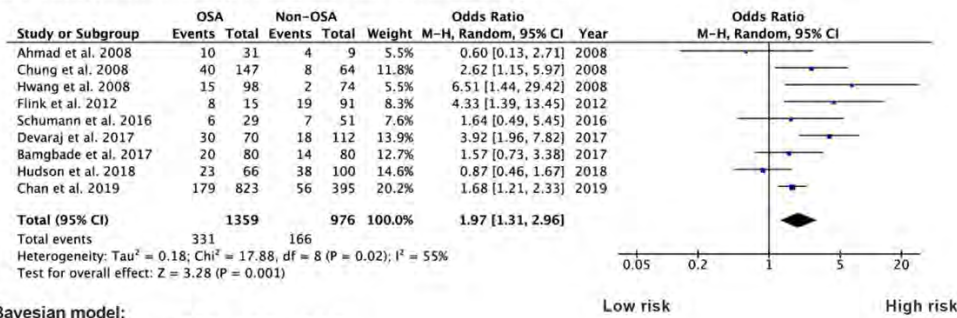 OSA Non-OSA Odds Ratio Odds Ratio
Study or Subgroup Events Total Events Total Weight M-H, Random, 95% CI Year M-H, Random, 95% CI
Ahmad et al. 2008 10 31 4 9 5.5% 0.60 [0.13, 2.71] 2008
Chung et al. 2008 40 147 8 64 11.8% 2.62 [1.15, 5.97] 2008
Hwang et al. 2008 15 98 2 74 5.5% 6.51 [1.44, 29.42] 2008
Flink et al. 2012 8 15 19 91 8.3% 4.33 [1.39, 13.45] 2012
Schumann et al. 2016 6 29 7 51 7.6% 1.64 [0.49, 5.45] 2016
Devaraj et al. 2017 30 70 18 112 13.9% 3.92 [1.96, 7.82] 2017
Bamgbade et al. 2017 20 80 14 80 12.7% 1.57 [0.73, 3.38] 2017
Hudson et al. 2018 23 66 38 100 14.6% 0.87 [0.46, 1.67] 2018
Chan et al. 2019 179 823 56 395 20.2% 1.68 [1.21, 2.33] 2019
Total (95% CI) 1359 976 100.0% 1.97 [1.31, 2.96]
Total events 331 166
Heterogeneity: Tau² = 0.18; Chi² = 17.88, df = 8 (P = 0.02); I² = 55%
Test for overall effect: Z = 3.28 (P = 0.001)
0.05 0.2 1 5 20
Low risk High risk
Bayesian model: